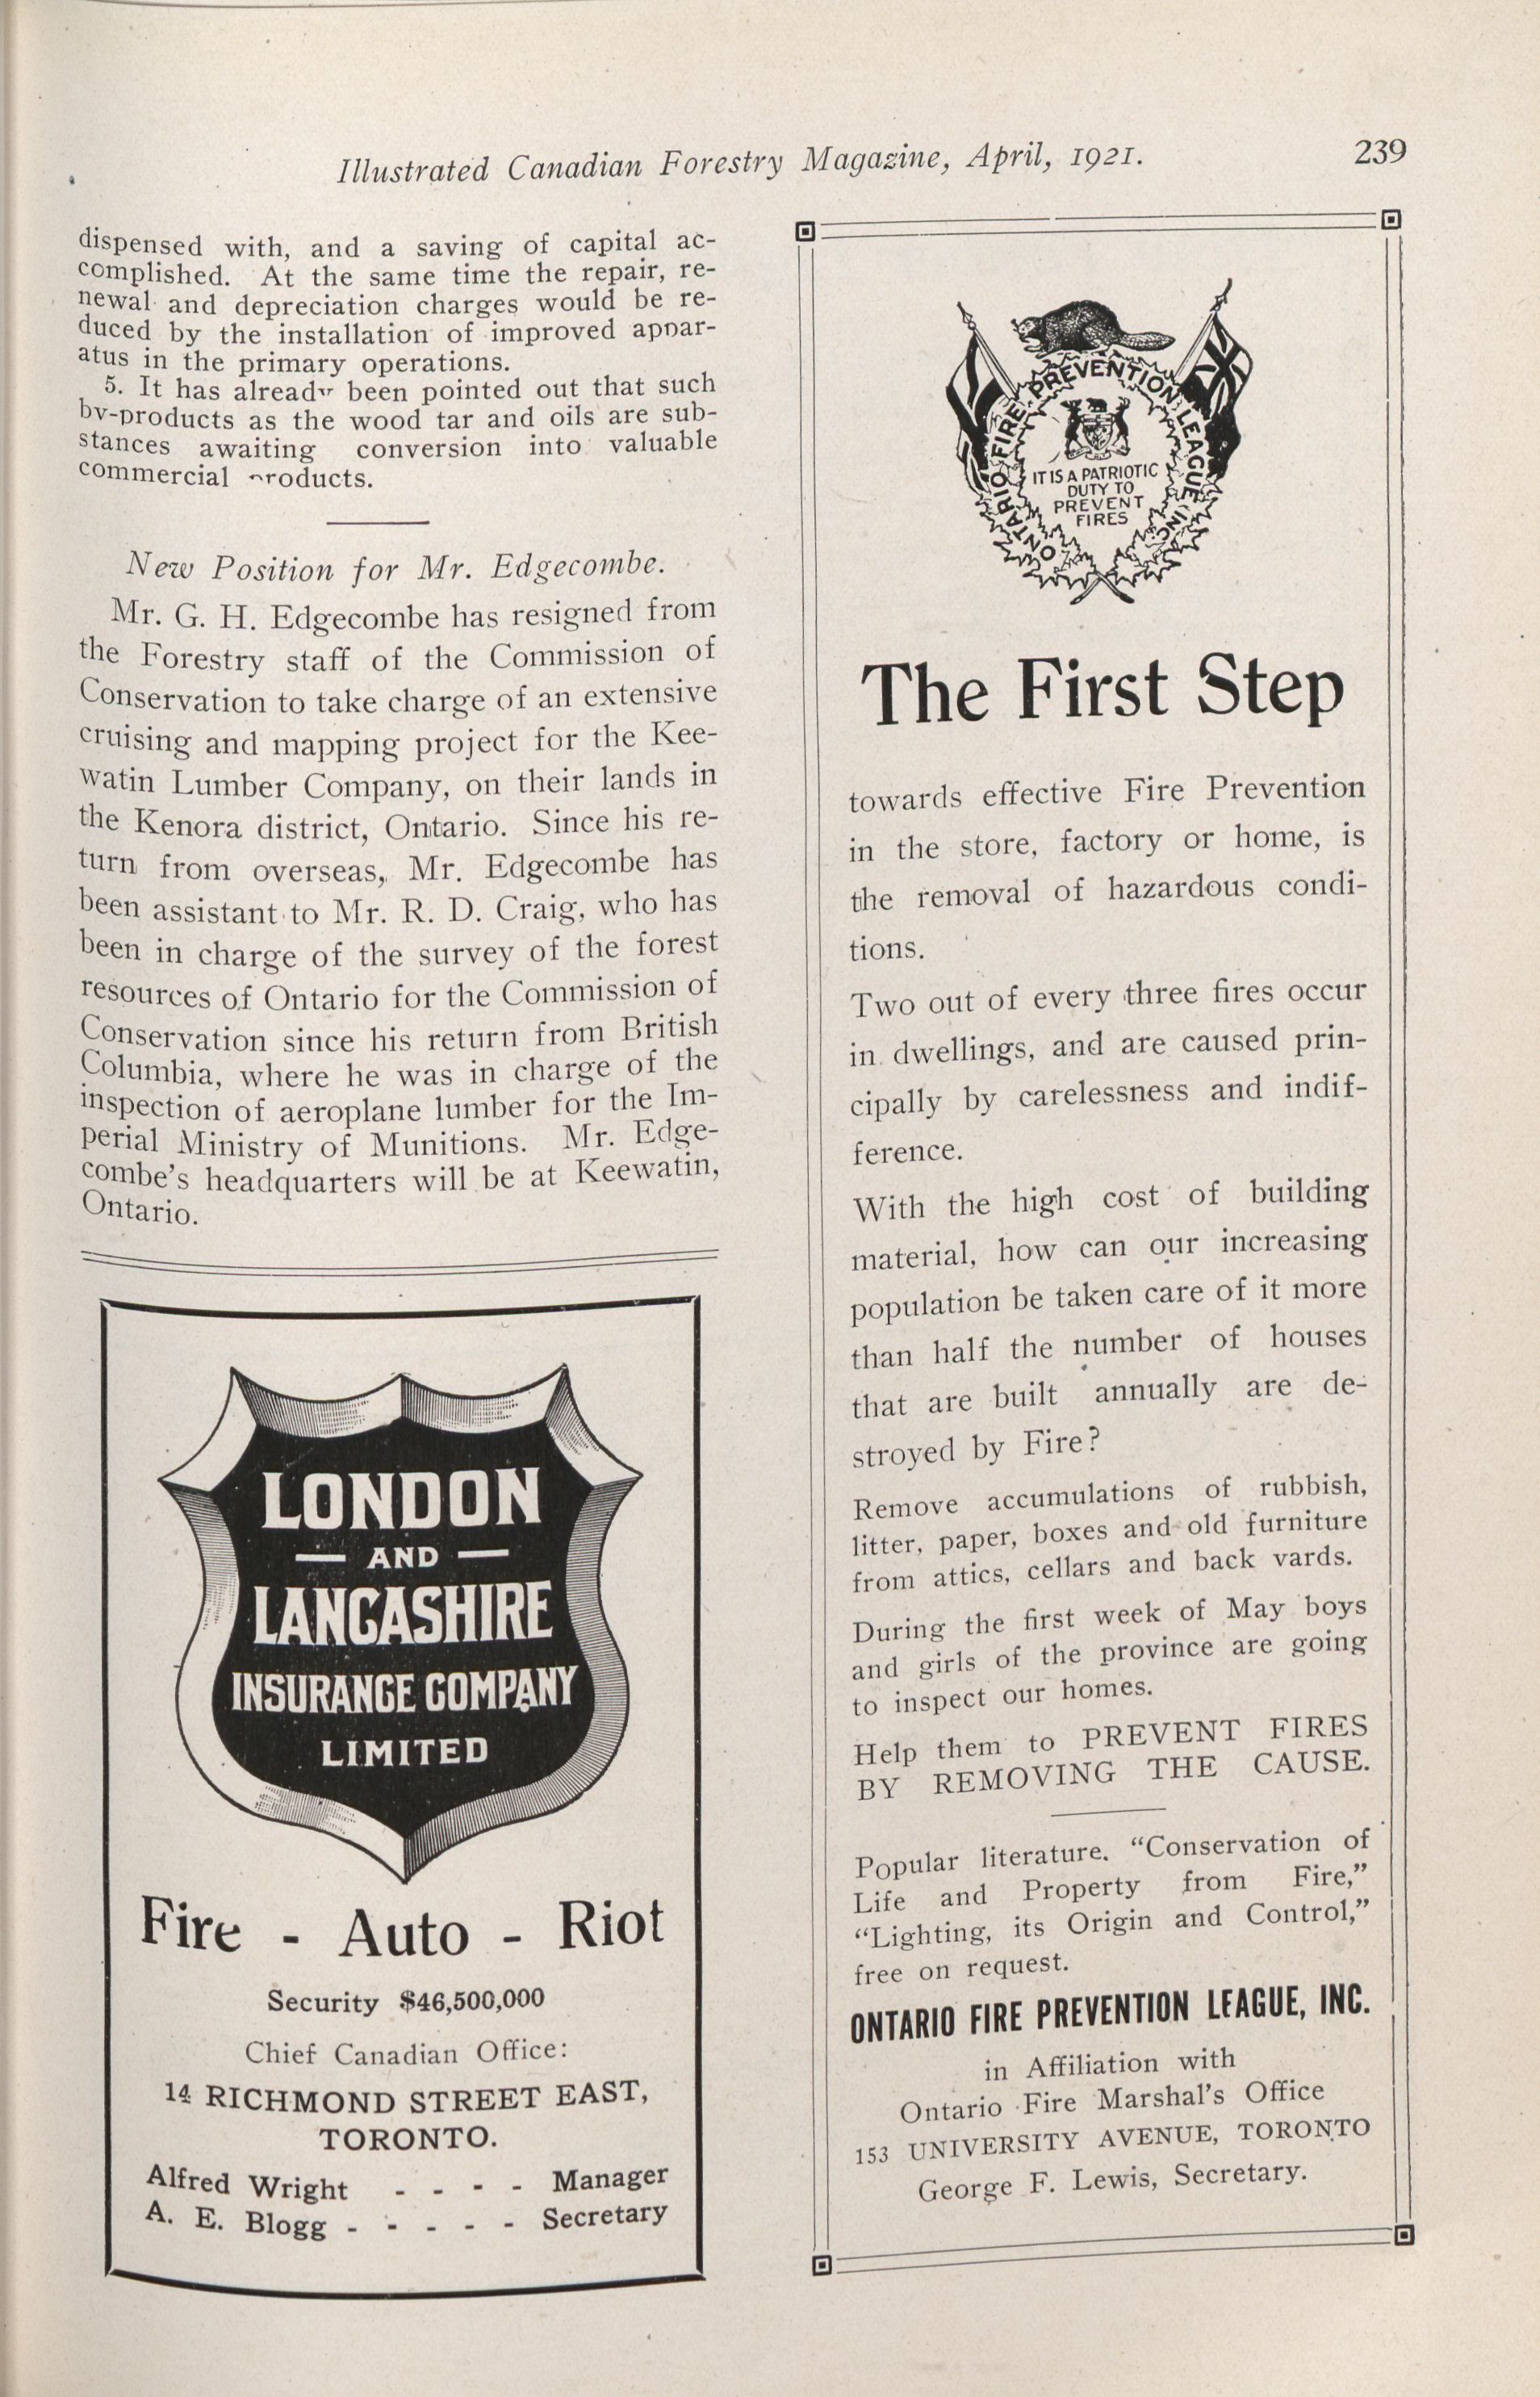 Illustrated Canadian Forestry Magazine, April, 1921.
239
dispensed with, and a saving of capital ac-
complished. At the same time the repair, re-
newal and depreciation charges would be re-
duced by the installation of improved appar-
atus in the primary operations.
5. It has already been pointed out that such
by-products as the wood tar and oils are sub-
stances awaiting conversion into valuable
commercial products.
New Position for Mr. Edgecombe.
Mr. G. H. Edgecombe has resigned from
the Forestry staff of the Commission of
Conservation to take charge of an extensive
cruising and mapping project for the Kee-
watin Lumber Company, on their lands in
the Kenora district, Ontario. Since his re-
turn from overseas, Mr. Edgecombe has
been assistant to Mr. R. D. Craig, who has
been in charge of the survey of the forest
resources of Ontario for the Commission of
Conservation since his return from British
Columbia, where he was in charge of the
inspection of aeroplane lumber for the Im-
perial Ministry of Munitions. Mr. Edge-
combe's headquarters will be at Keewatin,
Ontario.
LONDON
AND
LANCASHIRE
INSURANCE COMPANY
LIMITED
Fire - Auto - Riot
Security $46,500,000
Chief Canadian Office:
14 RICHMOND STREET EAST,
TORONTO.
Alfred Wright - - - - Manager
A. E. Blogg - - - - - Secretary
ONTARIO FIRE PREVENTION LEAGUE INC.
IT IS A PATRIOTIC
DUTY TO
PREVENT
FIRES
The First Step
towards effective Fire Prevention
in the store, factory or home, is
the removal of hazardous condi-
tions.
Two out of every three fires occur
in dwellings, and are caused prin-
cipally by carelessness and indif-
ference.
With the high cost of building
material, how can our increasing
population be taken care of it more
than half the number of houses
that are built annually are de-
stroyed by Fire?
Remove accumulations of rubbish,
litter, paper, boxes and old furniture
from attics, cellars and back yards.
During the first week of May boys
and girls of the province are going
to inspect our homes.
Help them to PREVENT FIRES
BY REMOVING THE CAUSE.
Popular literature. "Conservation of
Life and Property from Fire,"
"Lighting, its Origin and Control,"
free on request.
ONTARIO FIRE PREVENTION LEAGUE, INC.
in Affiliation with
Ontario Fire Marshal's Office
153 UNIVERSITY AVENUE, TORONTO
George F. Lewis, Secretary.